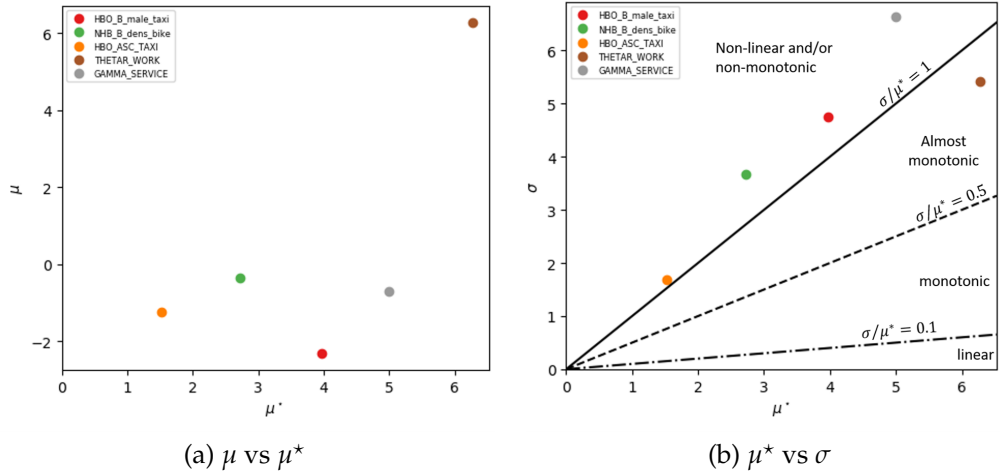 HBO_B_male_taxi
NHB_B_dens_bike
HBO_ASC_TAXI
THETAR_WORK
GAMMA_SERVICE
6
4
2
0
−2
μ
0
1
2
3
4
5
6
μ*
(a) μ vs μ⋆
HBO_B_male_taxi
NHB_B_dens_bike
HBO_ASC_TAXI
THETAR_WORK
GAMMA_SERVICE
Non-linear and/or
non-monotonic
σ/μ* = 1
Almost
monotonic
σ/μ* = 0.5
monotonic
σ/μ* = 0.1
linear
6
5
4
3
2
1
0
σ
0
1
2
3
4
5
6
μ*
(b) μ⋆ vs σ